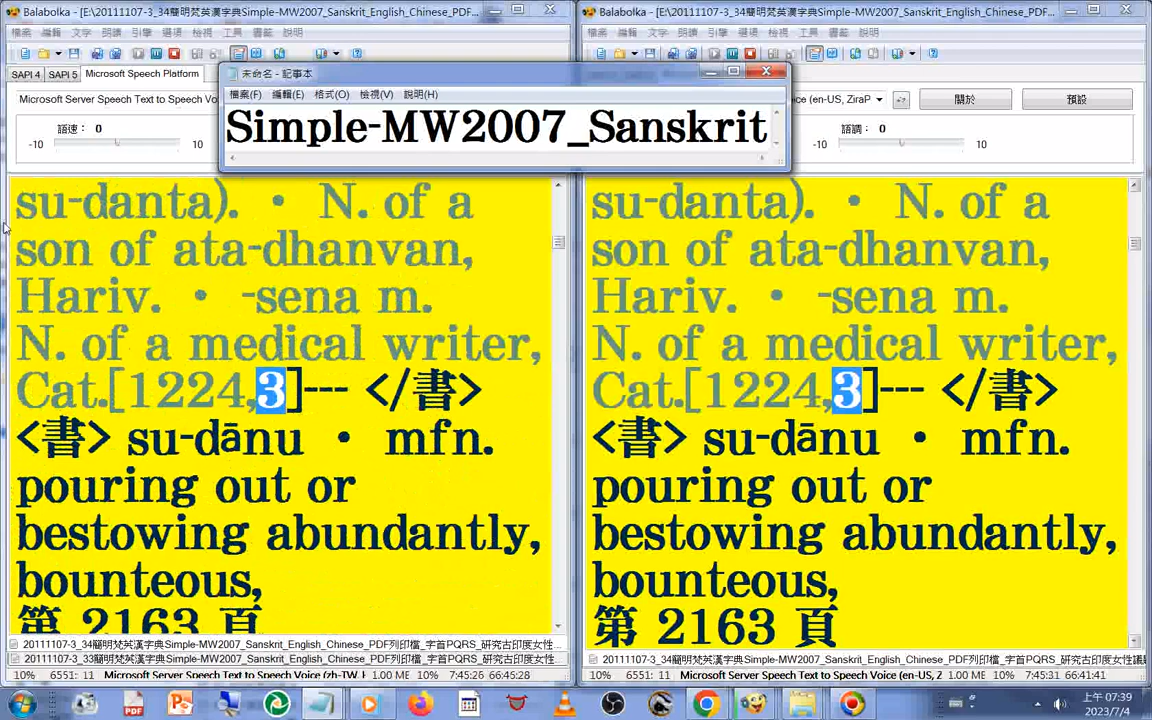 Balabolka - [E:\20111107-3_34簡明梵英漢字典Simple-MW2007_Sanskrit_English_Chinese_PDF...
檔案 編輯 文字 朗讀 引擎 選項 檢視 工具 書籤 說明
SAPI 4 SAPI 5 Microsoft Speech Platform
Microsoft Server Speech Text to Speech Vo
語速： 0
-10 10
未命名 - 記事本
檔案(F) 編輯(E) 格式(O) 檢視(V) 說明(H)
Simple-MW2007_Sanskrit
su-danta). • N. of a
son of ata-dhanvan,
Hariv. • -sena m.
N. of a medical writer,
Cat.[1224,3]--- </書>
<書> su-dānu • mfn.
pouring out or
bestowing abundantly,
bounteous,
第 2163 頁
20111107-3_34簡明梵英漢字典Simple-MW2007_Sanskrit_English_Chinese_PDF列印檔_字首PQRS_研究古印度女性...
20111107-3_33簡明梵英漢字典Simple-MW2007_Sanskrit_English_Chinese_PDF列印檔_字首PQRS_研究古印度女性...
10% 6551: 11 Microsoft Server Speech Text to Speech Voice (zh-TW, H 1.00 MB 10% 7:45:26 66:45:28
Balabolka - [E:\20111107-3_34簡明梵英漢字典Simple-MW2007_Sanskrit_English_Chinese_PDF...
檔案 編輯 文字 朗讀 引擎 選項 檢視 工具 書籤 說明
ice (en-US, ZiraP 關於 預設
語調： 0
-10 10
su-danta). • N. of a
son of ata-dhanvan,
Hariv. • -sena m.
N. of a medical writer,
Cat.[1224,3]--- </書>
<書> su-dānu • mfn.
pouring out or
bestowing abundantly,
bounteous,
第 2163 頁
20111107-3_34簡明梵英漢字典Simple-MW2007_Sanskrit_English_Chinese_PDF列印檔_字首PQRS_研究古印度女性議
10% 6551: 11 Microsoft Server Speech Text to Speech Voice (en-US, Z 1.00 MB 10% 7:45:31 66:41:41
上午 07:39
2023/7/4